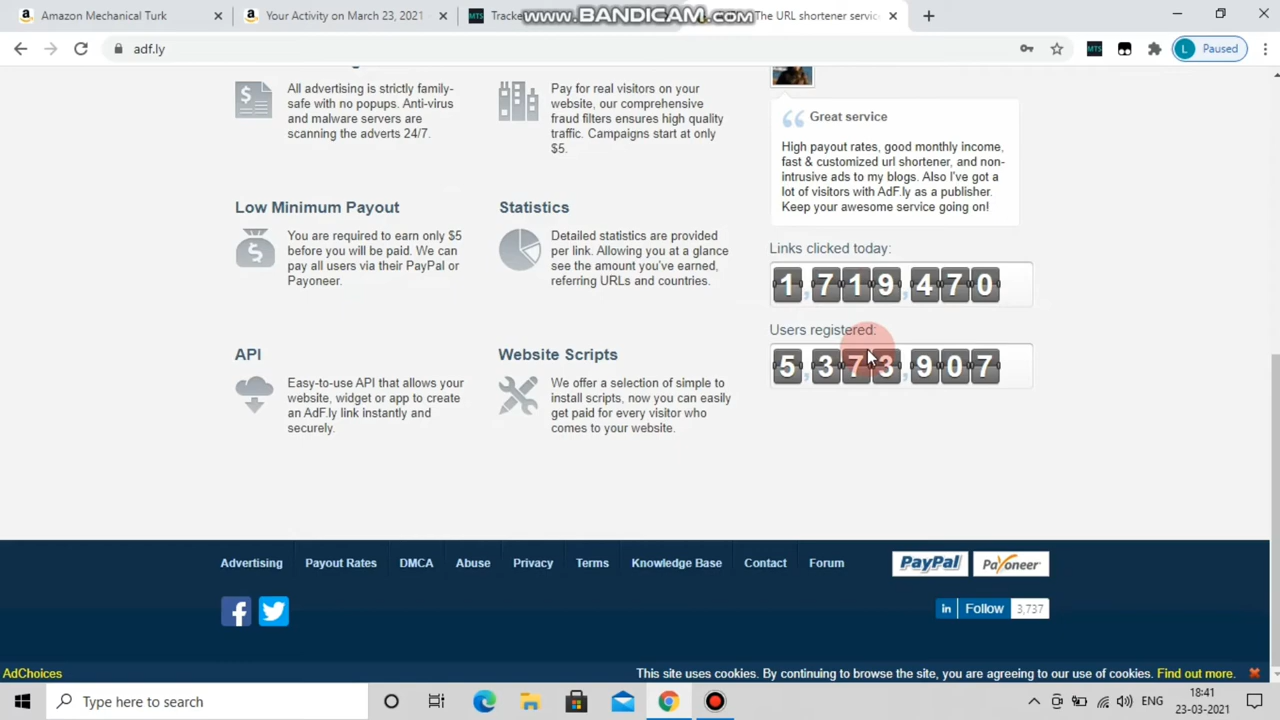 Amazon Mechanical Turk
Your Activity on March 23, 2021
MTS
Tracke
www.BANDICAM.com
The URL shortener servic
adf.ly
MTS
L
Paused
All advertising is strictly family-
safe with no popups. Anti-virus
and malware servers are
scanning the adverts 24/7.
Pay for real visitors on your
website, our comprehensive
fraud filters ensures high quality
traffic. Campaigns start at only
$5.
Great service
High payout rates, good monthly income,
fast & customized url shortener, and non-
intrusive ads to my blogs. Also I've got a
lot of visitors with AdF.ly as a publisher.
Keep your awesome service going on!
Low Minimum Payout
You are required to earn only $5
before you will be paid. We can
pay all users via their PayPal or
Payoneer.
Statistics
Detailed statistics are provided
per link. Allowing you at a glance
see the amount you've earned,
referring URLs and countries.
Links clicked today:
1,719,470
Users registered:
5,373,907
API
Easy-to-use API that allows your
website, widget or app to create
an AdF.ly link instantly and
securely.
Website Scripts
We offer a selection of simple to
install scripts, now you can easily
get paid for every visitor who
comes to your website.
Advertising Payout Rates DMCA Abuse Privacy Terms Knowledge Base Contact Forum
PayPal
Payoneer
in Follow 3,737
AdChoices
This site uses cookies. By continuing to browse the site, you are agreeing to our use of cookies. Find out more.
Type here to search
ENG
18:41
23-03-2021